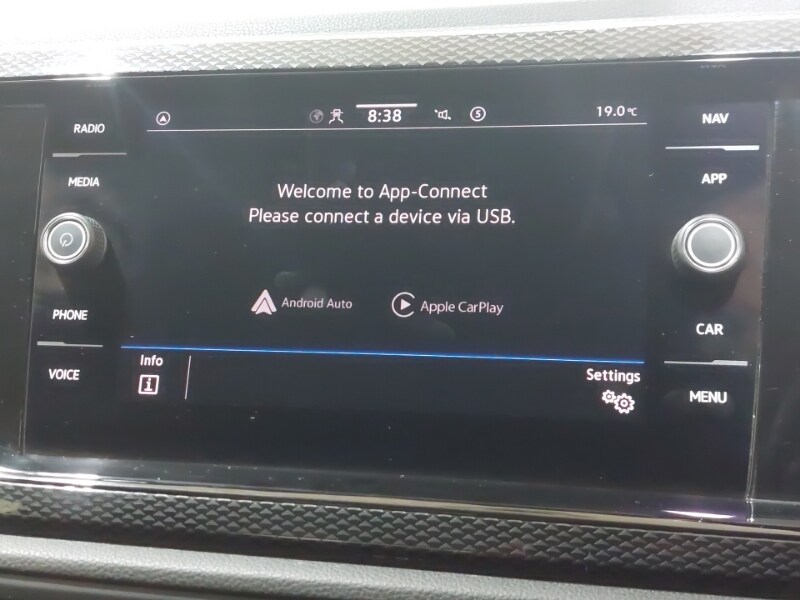 RADIO
MEDIA
PHONE
VOICE
8:38
5
19.0°C
Welcome to App-Connect
Please connect a device via USB.
Android Auto
Apple CarPlay
Info
i
Settings
NAV
APP
CAR
MENU